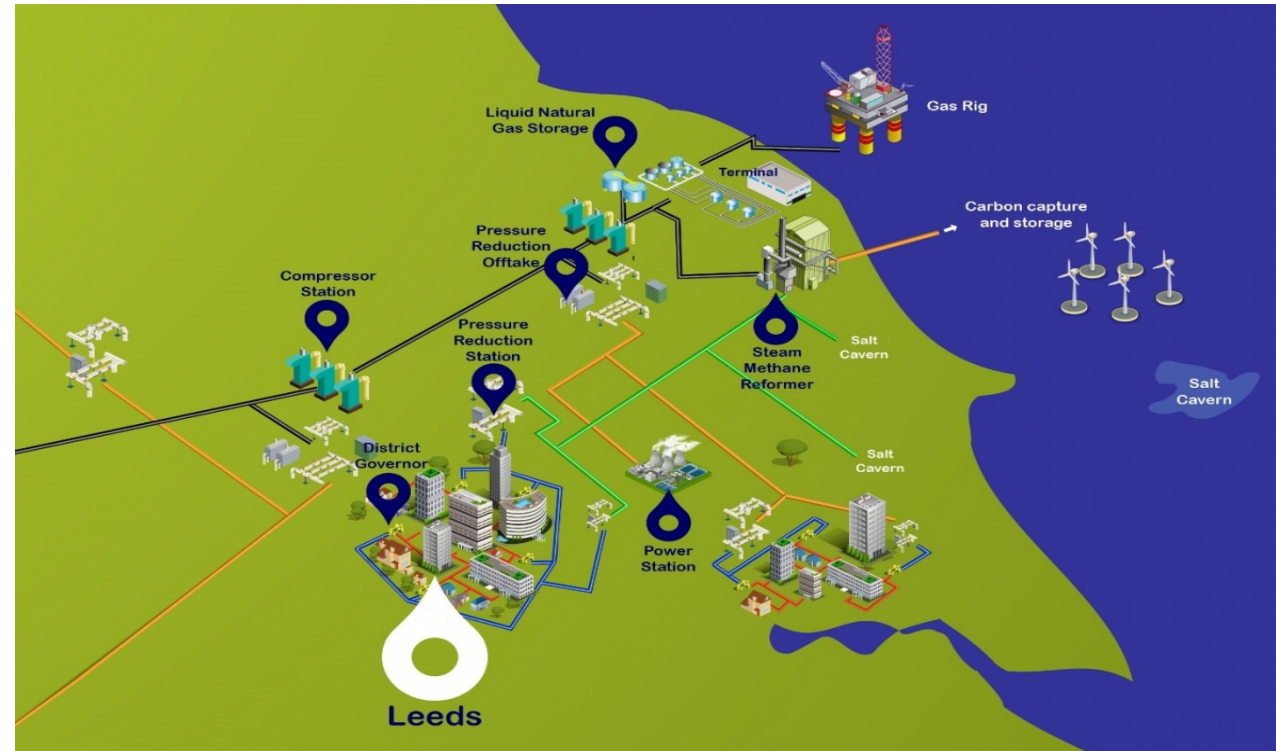 Gas Rig
Liquid Natural
Gas Storage
Terminal
Carbon capture
and storage
Pressure
Reduction
Offtake
Compressor
Station
Pressure
Reduction
Station
Salt
Cavern
Steam
Methane
Reformer
Salt
Cavern
District
Governor
Salt
Cavern
Power
Station
Leeds